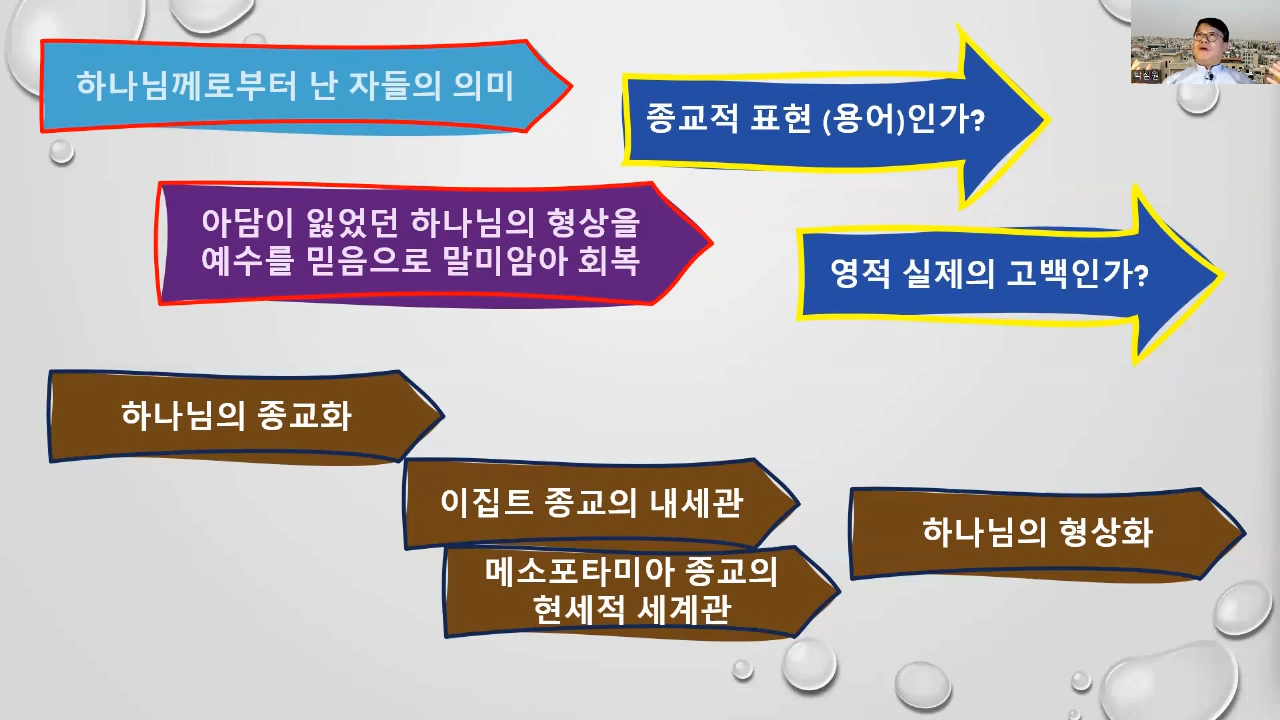 하나님께로부터 난 자들의 의미
종교적 표현 (용어)인가?
아담이 잃었던 하나님의 형상을
예수를 믿음으로 말미암아 회복
영적 실제의 고백인가?
하나님의 종교화
이집트 종교의 내세관
메소포타미아 종교의
현세적 세계관
하나님의 형상화